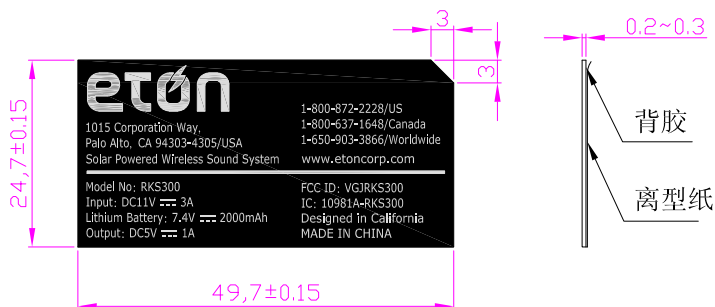 3
0.2~0.3
3
24,7±0.15
etón
1015 Corporation Way,
Palo Alto, CA 94303-4305/USA
Solar Powered Wireless Sound System
1-800-872-2228/US
1-800-637-1648/Canada
1-650-903-3866/Worldwide
www.etoncorp.com
Model No: RKS300
Input: DC11V ⎓ 3A
Lithium Battery: 7.4V ⎓ 2000mAh
Output: DC5V ⎓ 1A
FCC-ID: VGJRKS300
IC: 10981A-RKS300
Designed in California
MADE IN CHINA
背胶
离型纸
49,7±0.15